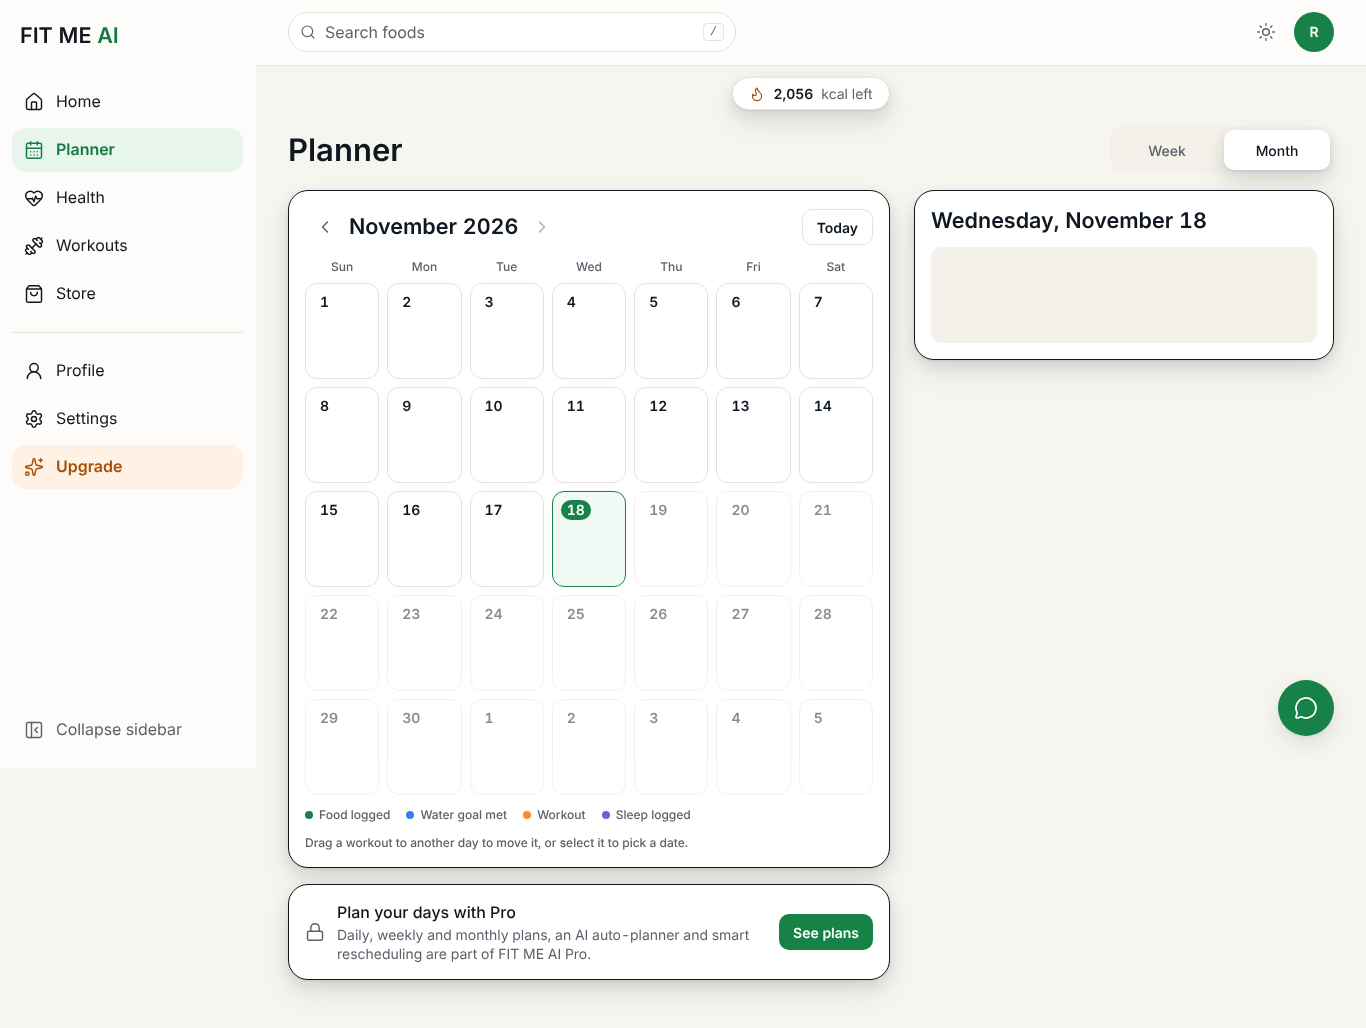 FIT ME AI
Search foods /
R
Home
Planner
Health
Workouts
Store
Profile
Settings
Upgrade
Collapse sidebar
2,056 kcal left
Planner
Week Month
November 2026
Today
Sun Mon Tue Wed Thu Fri Sat
1 2 3 4 5 6 7
8 9 10 11 12 13 14
15 16 17 18 19 20 21
22 23 24 25 26 27 28
29 30 1 2 3 4 5
Food logged Water goal met Workout Sleep logged
Drag a workout to another day to move it, or select it to pick a date.
Plan your days with Pro
Daily, weekly and monthly plans, an AI auto-planner and smart
rescheduling are part of FIT ME AI Pro.
See plans
Wednesday, November 18